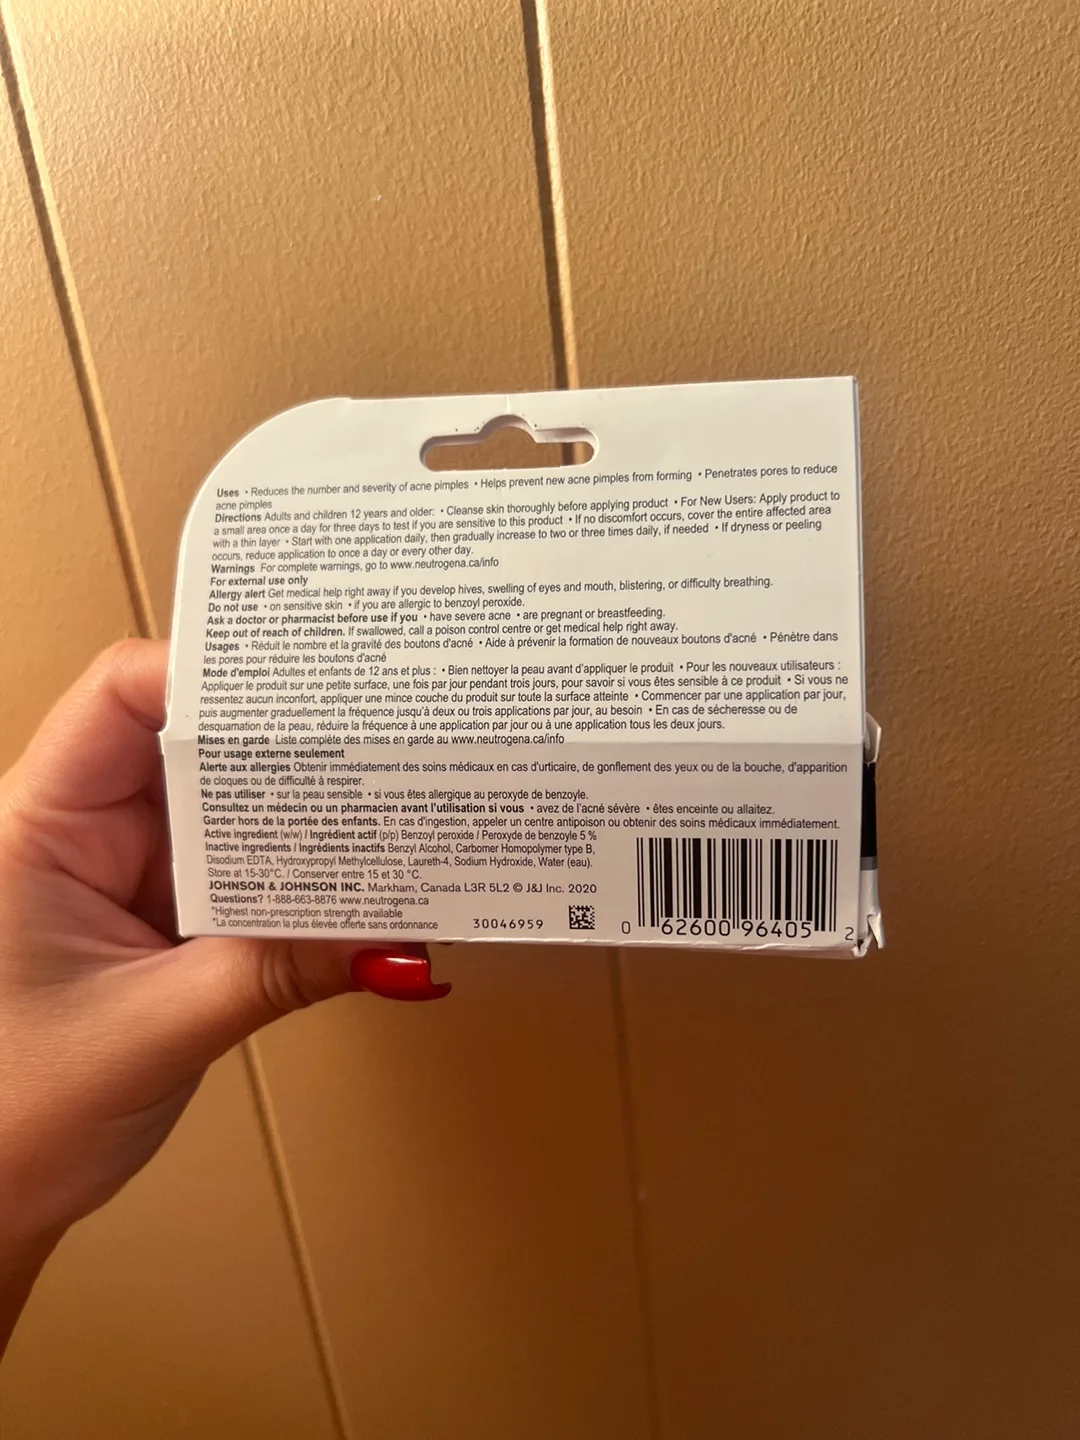 Uses • Reduces the number and severity of acne pimples • Helps prevent new acne pimples from forming • Penetrates pores to reduce
acne pimples
Directions Adults and children 12 years and older: • Cleanse skin thoroughly before applying product • For New Users: Apply product to
a small area once a day for three days to test if you are sensitive to this product • If no discomfort occurs, cover the entire affected area
with a thin layer • Start with one application daily, then gradually increase to two or three times daily, if needed • If dryness or peeling
occurs, reduce application to once a day or every other day.
Warnings For complete warnings, go to www.neutrogena.ca/info
For external use only
Allergy alert Get medical help right away if you develop hives, swelling of eyes and mouth, blistering, or difficulty breathing.
Do not use • on sensitive skin • if you are allergic to benzoyl peroxide.
Ask a doctor or pharmacist before use if you • have severe acne • are pregnant or breastfeeding.
Keep out of reach of children. If swallowed, call a poison control centre or get medical help right away.
Usages • Réduit le nombre et la gravité des boutons d'acné • Aide à prévenir la formation de nouveaux boutons d'acné • Pénètre dans
les pores pour réduire les boutons d'acné
Mode d'emploi Adultes et enfants de 12 ans et plus : • Bien nettoyer la peau avant d'appliquer le produit • Pour les nouveaux utilisateurs :
Appliquer le produit sur une petite surface, une fois par jour pendant trois jours, pour savoir si vous êtes sensible à ce produit • Si vous ne
ressentez aucun inconfort, appliquer une mince couche du produit sur toute la surface atteinte • Commencer par une application par jour,
puis augmenter graduellement la fréquence jusqu'à deux ou trois applications par jour, au besoin • En cas de sécheresse ou de
desquamation de la peau, réduire la fréquence à une application par jour ou à une application tous les deux jours.
Mises en garde Liste complète des mises en garde au www.neutrogena.ca/info
Pour usage externe seulement
Alerte aux allergies Obtenir immédiatement des soins médicaux en cas d'urticaire, de gonflement des yeux ou de la bouche, d'apparition
de cloques ou de difficulté à respirer.
Ne pas utiliser • sur la peau sensible • si vous êtes allergique au peroxyde de benzoyle.
Consultez un médecin ou un pharmacien avant l'utilisation si vous • avez de l'acné sévère • êtes enceinte ou allaitez.
Garder hors de la portée des enfants. En cas d'ingestion, appeler un centre antipoison ou obtenir des soins médicaux immédiatement.
Active ingredient (w/w) / Ingrédient actif (p/p) Benzoyl peroxide / Peroxyde de benzoyle 5 %
Inactive ingredients / Ingrédients inactifs Benzyl Alcohol, Carbomer Homopolymer type B,
Disodium EDTA, Hydroxypropyl Methylcellulose, Laureth-4, Sodium Hydroxide, Water (eau).
Store at 15-30°C. / Conserver entre 15 et 30 °C.
JOHNSON & JOHNSON INC. Markham, Canada L3R 5L2 © J&J Inc. 2020
Questions? 1-888-663-8876 www.neutrogena.ca
*Highest non-prescription strength available
*La concentration la plus élevée offerte sans ordonnance
30046959
0 62600 96405 2